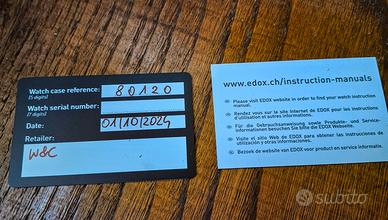 Watch case reference:
(5 digits)
80120
Watch serial number:
(7 digits)
Date:
01/10/2024
Retailer:
W&C
www.edox.ch/instruction-manuals
Please visit EDOX website in order to find your watch instruction
manual.
Rendez vous sur le site Internet de EDOX pour les instructions
d'utilisation et autres informations.
Für die Gebrauchsanweisung sowie Produkte- und Service-
informationen besuchen Sie bitte die EDOX Webseite.
Visite el sitio Web de EDOX para obtener las instrucciones de
utilización y otras informaciones.
Bezoek de website van EDOX voor product en service informatie.
subito